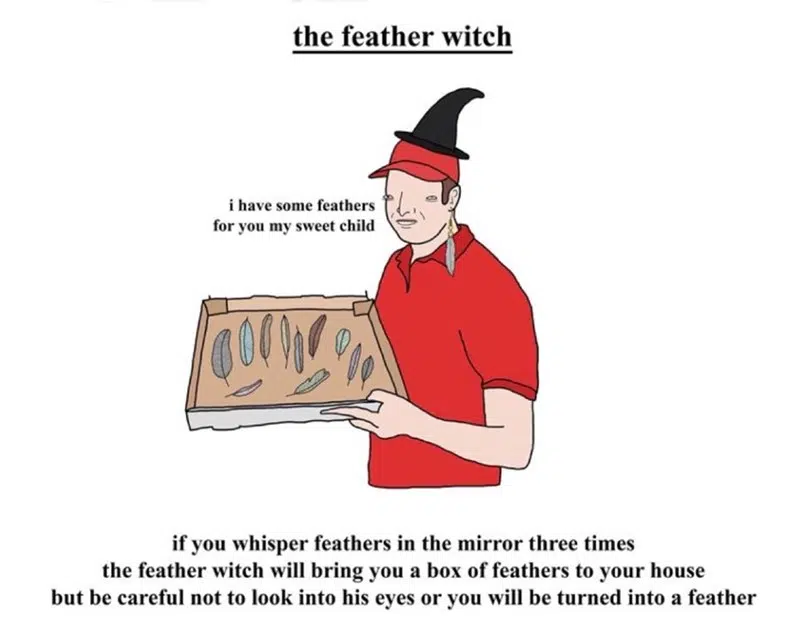 the feather witch
i have some feathers
for you my sweet child
if you whisper feathers in the mirror three times
the feather witch will bring you a box of feathers to your house
but be careful not to look into his eyes or you will be turned into a feather